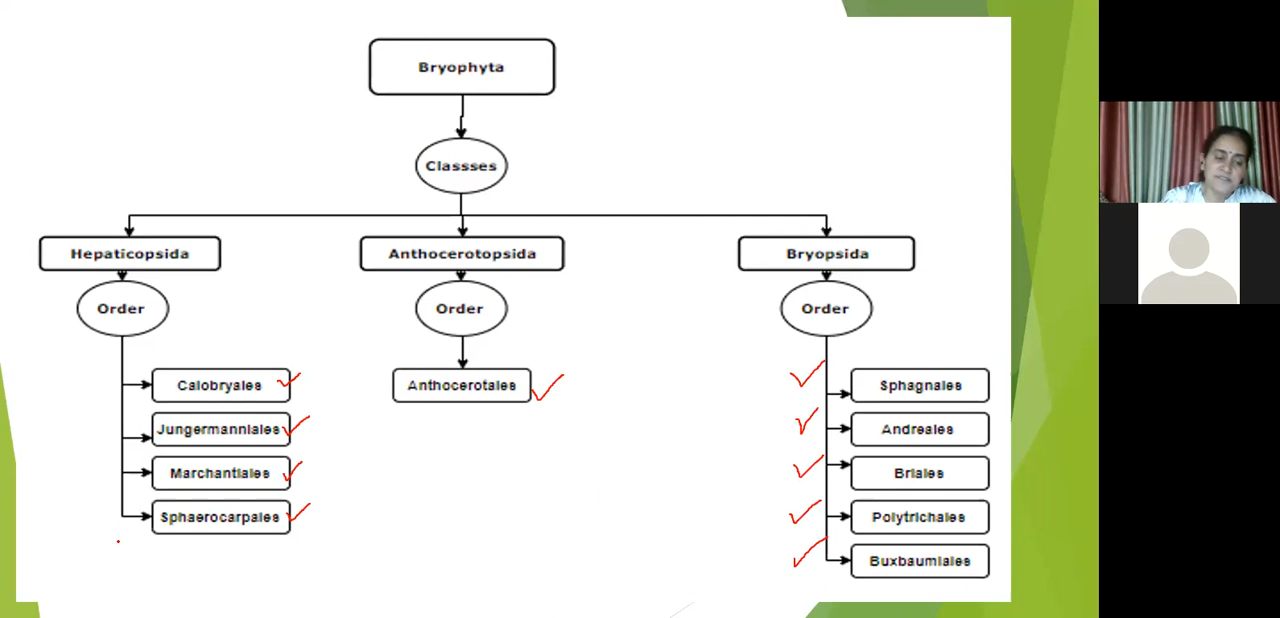 Bryophyta
Classses
Hepaticopsida
Anthocerotopsida
Bryopsida
Order
Order
Order
Calobryales
Anthocerotales
Sphagnales
Jungermanniales
Andreales
Marchantiales
Briales
Sphaerocarpales
Polytrichales
Buxbaumiales